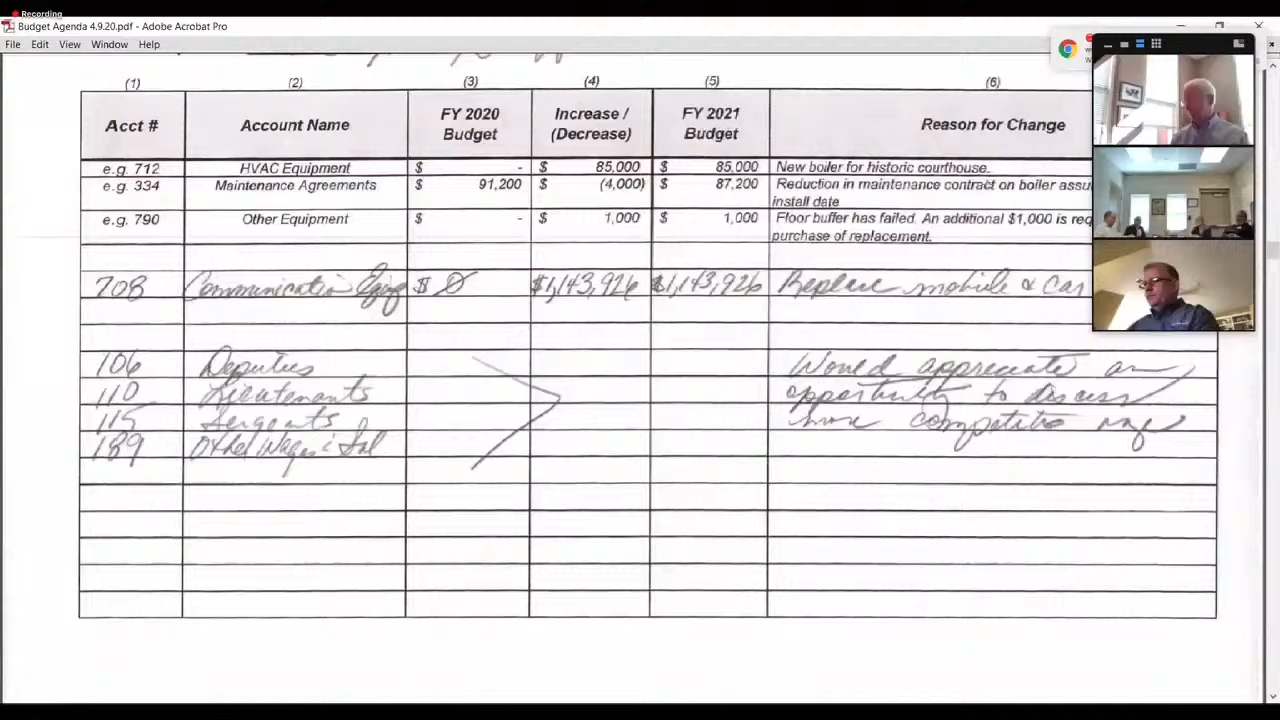 Recording
Budget Agenda 4.9.20.pdf - Adobe Acrobat Pro
File Edit View Window Help
(1) (2) (3) (4) (5) (6)
Acct # Account Name FY 2020 Budget Increase / (Decrease) FY 2021 Budget Reason for Change
e.g. 712 HVAC Equipment $ - $ 85,000 $ 85,000 New boiler for historic courthouse.
e.g. 334 Maintenance Agreements $ 91,200 $ (4,000) $ 87,200 Reduction in maintenance contract on boiler assu
install date
e.g. 790 Other Equipment $ - $ 1,000 $ 1,000 Floor buffer has failed. An additional $1,000 is req
purchase of replacement.
708 Communication Equip $ 0 $1,143,926 $1,143,926 Replace mobile & car
106 Deputies Would appreciate an
110 Lieutenants opportunity to discuss
115 Sergeants more competitive wage
189 Other Wages & Sal